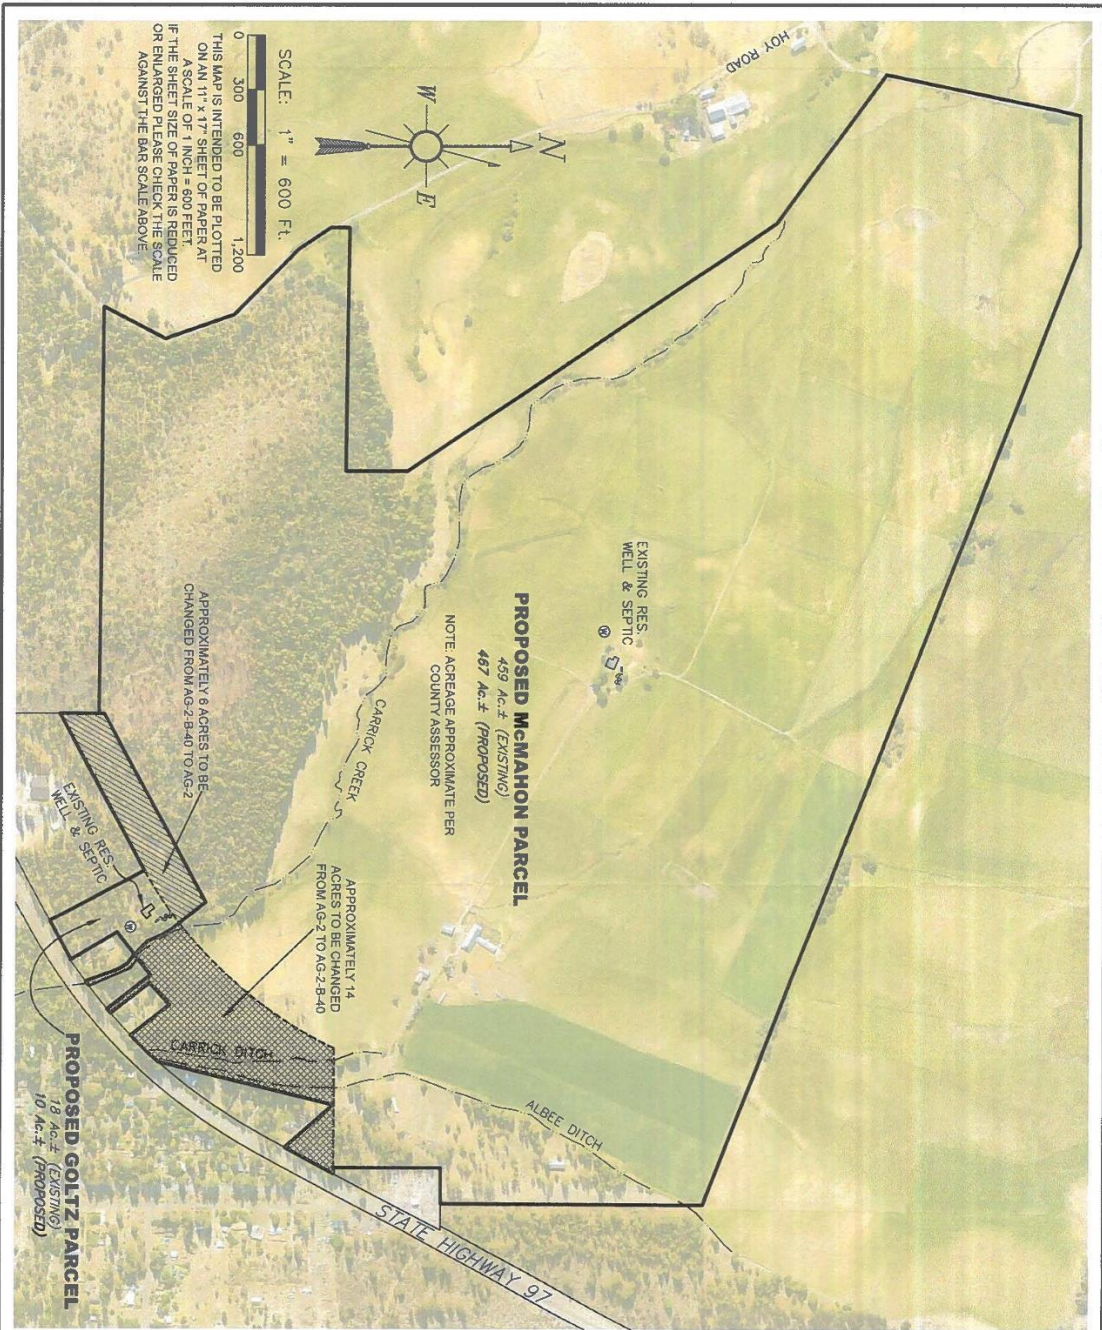 HOY ROAD
N
W
E
SCALE: 1" = 600 Ft.
0 300 600 1,200
THIS MAP IS INTENDED TO BE PLOTTED
ON AN 11" x 17" SHEET OF PAPER AT
A SCALE OF 1 INCH = 600 FEET.
IF THE SHEET SIZE OF PAPER IS REDUCED
OR ENLARGED PLEASE CHECK THE SCALE
AGAINST THE BAR SCALE ABOVE.
EXISTING RES.
WELL & SEPTIC
W
PROPOSED McMAHON PARCEL
459 Ac.± (EXISTING)
467 Ac.± (PROPOSED)
NOTE: ACREAGE APPROXIMATE PER
COUNTY ASSESSOR
CARRICK CREEK
APPROXIMATELY 6 ACRES TO BE
CHANGED FROM AG-2-B-40 TO AG-2
EXISTING RES.
WELL & SEPTIC
W
APPROXIMATELY 14
ACRES TO BE CHANGED
FROM AG-2 TO AG-2-B-40
CARRICK DITCH
ALBEE DITCH
STATE HIGHWAY 97
PROPOSED GOLTZ PARCEL
18 Ac.± (EXISTING)
10 Ac.± (PROPOSED)